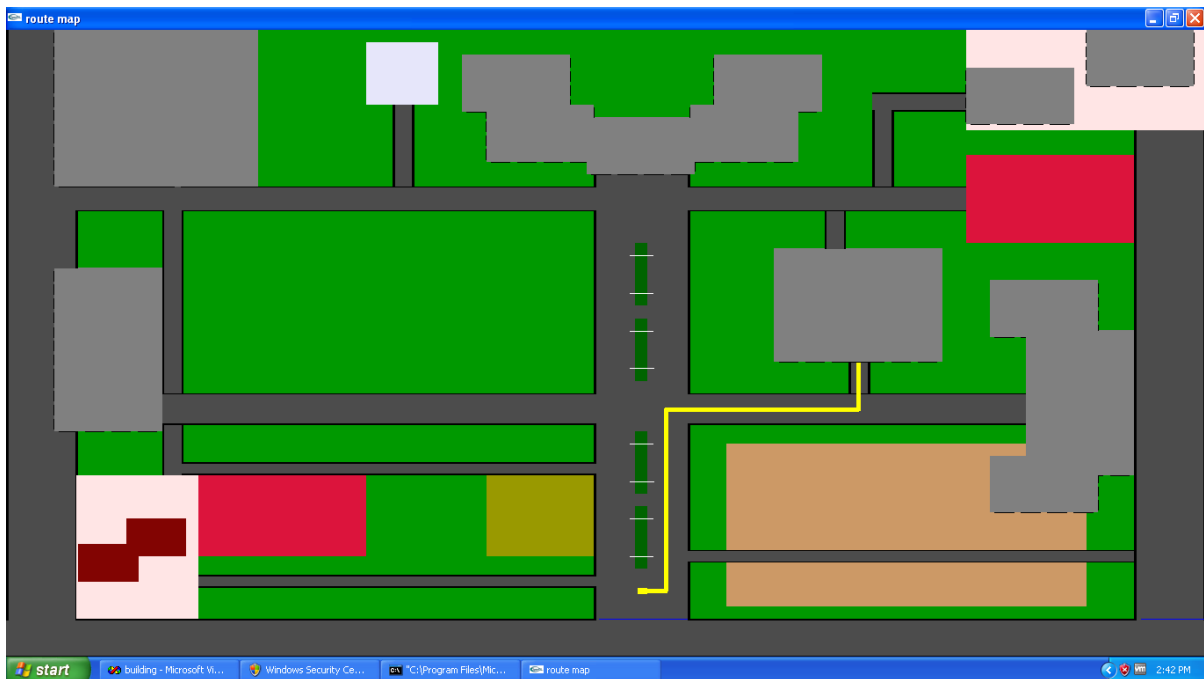 route map
start
building - Microsoft Vi...
Windows Security Ce...
"C:\Program Files\Mic...
route map
2:42 PM